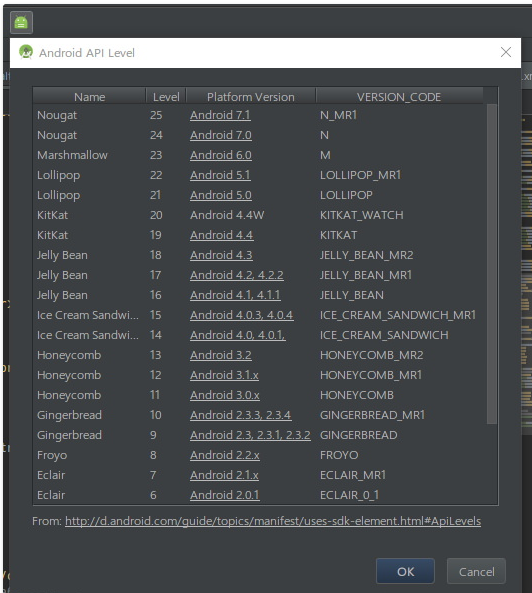 Android API Level
Name Level Platform Version VERSION_CODE
Nougat 25 Android 7.1 N_MR1
Nougat 24 Android 7.0 N
Marshmallow 23 Android 6.0 M
Lollipop 22 Android 5.1 LOLLIPOP_MR1
Lollipop 21 Android 5.0 LOLLIPOP
KitKat 20 Android 4.4W KITKAT_WATCH
KitKat 19 Android 4.4 KITKAT
Jelly Bean 18 Android 4.3 JELLY_BEAN_MR2
Jelly Bean 17 Android 4.2, 4.2.2 JELLY_BEAN_MR1
Jelly Bean 16 Android 4.1, 4.1.1 JELLY_BEAN
Ice Cream Sandwi... 15 Android 4.0.3, 4.0.4 ICE_CREAM_SANDWICH_MR1
Ice Cream Sandwi... 14 Android 4.0, 4.0.1, ICE_CREAM_SANDWICH
Honeycomb 13 Android 3.2 HONEYCOMB_MR2
Honeycomb 12 Android 3.1.x HONEYCOMB_MR1
Honeycomb 11 Android 3.0.x HONEYCOMB
Gingerbread 10 Android 2.3.3, 2.3.4 GINGERBREAD_MR1
Gingerbread 9 Android 2.3, 2.3.1, 2.3.2 GINGERBREAD
Froyo 8 Android 2.2.x FROYO
Eclair 7 Android 2.1.x ECLAIR_MR1
Eclair 6 Android 2.0.1 ECLAIR_0_1
From: http://d.android.com/guide/topics/manifest/uses-sdk-element.html#ApiLevels
OK Cancel